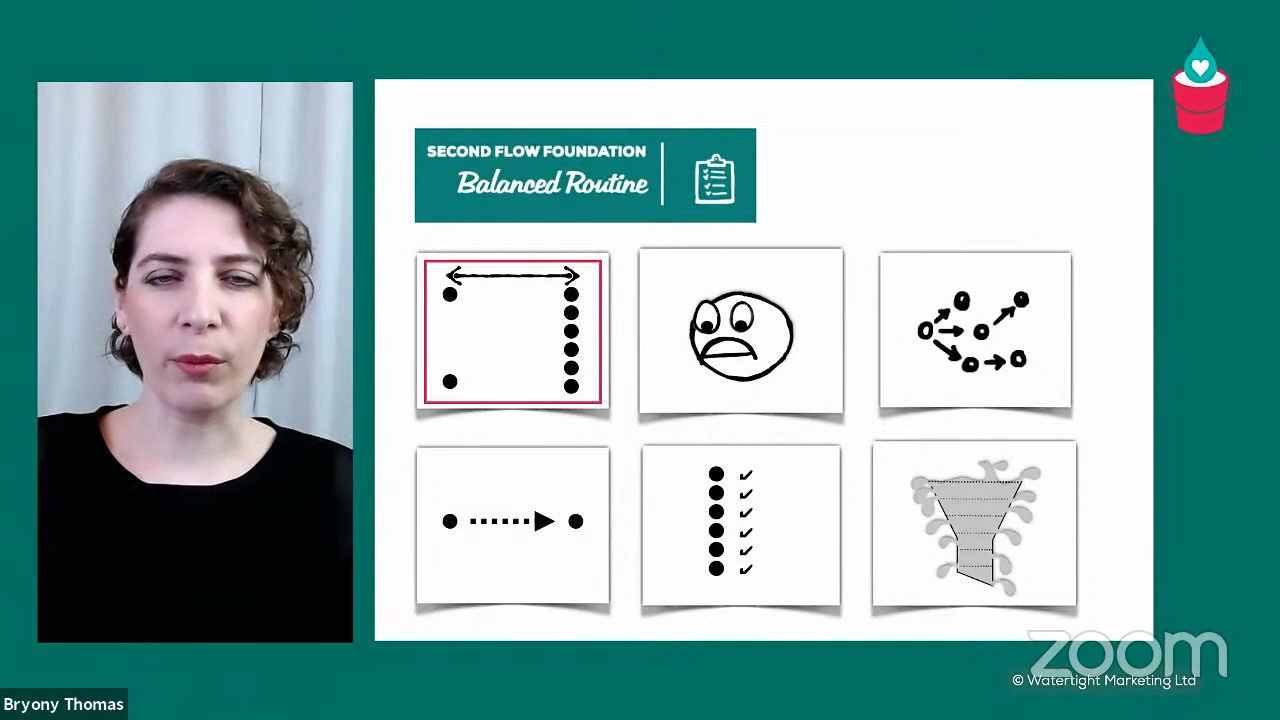 SECOND FLOW FOUNDATION
Balanced Routine
zoom
© Watertight Marketing Ltd
Bryony Thomas